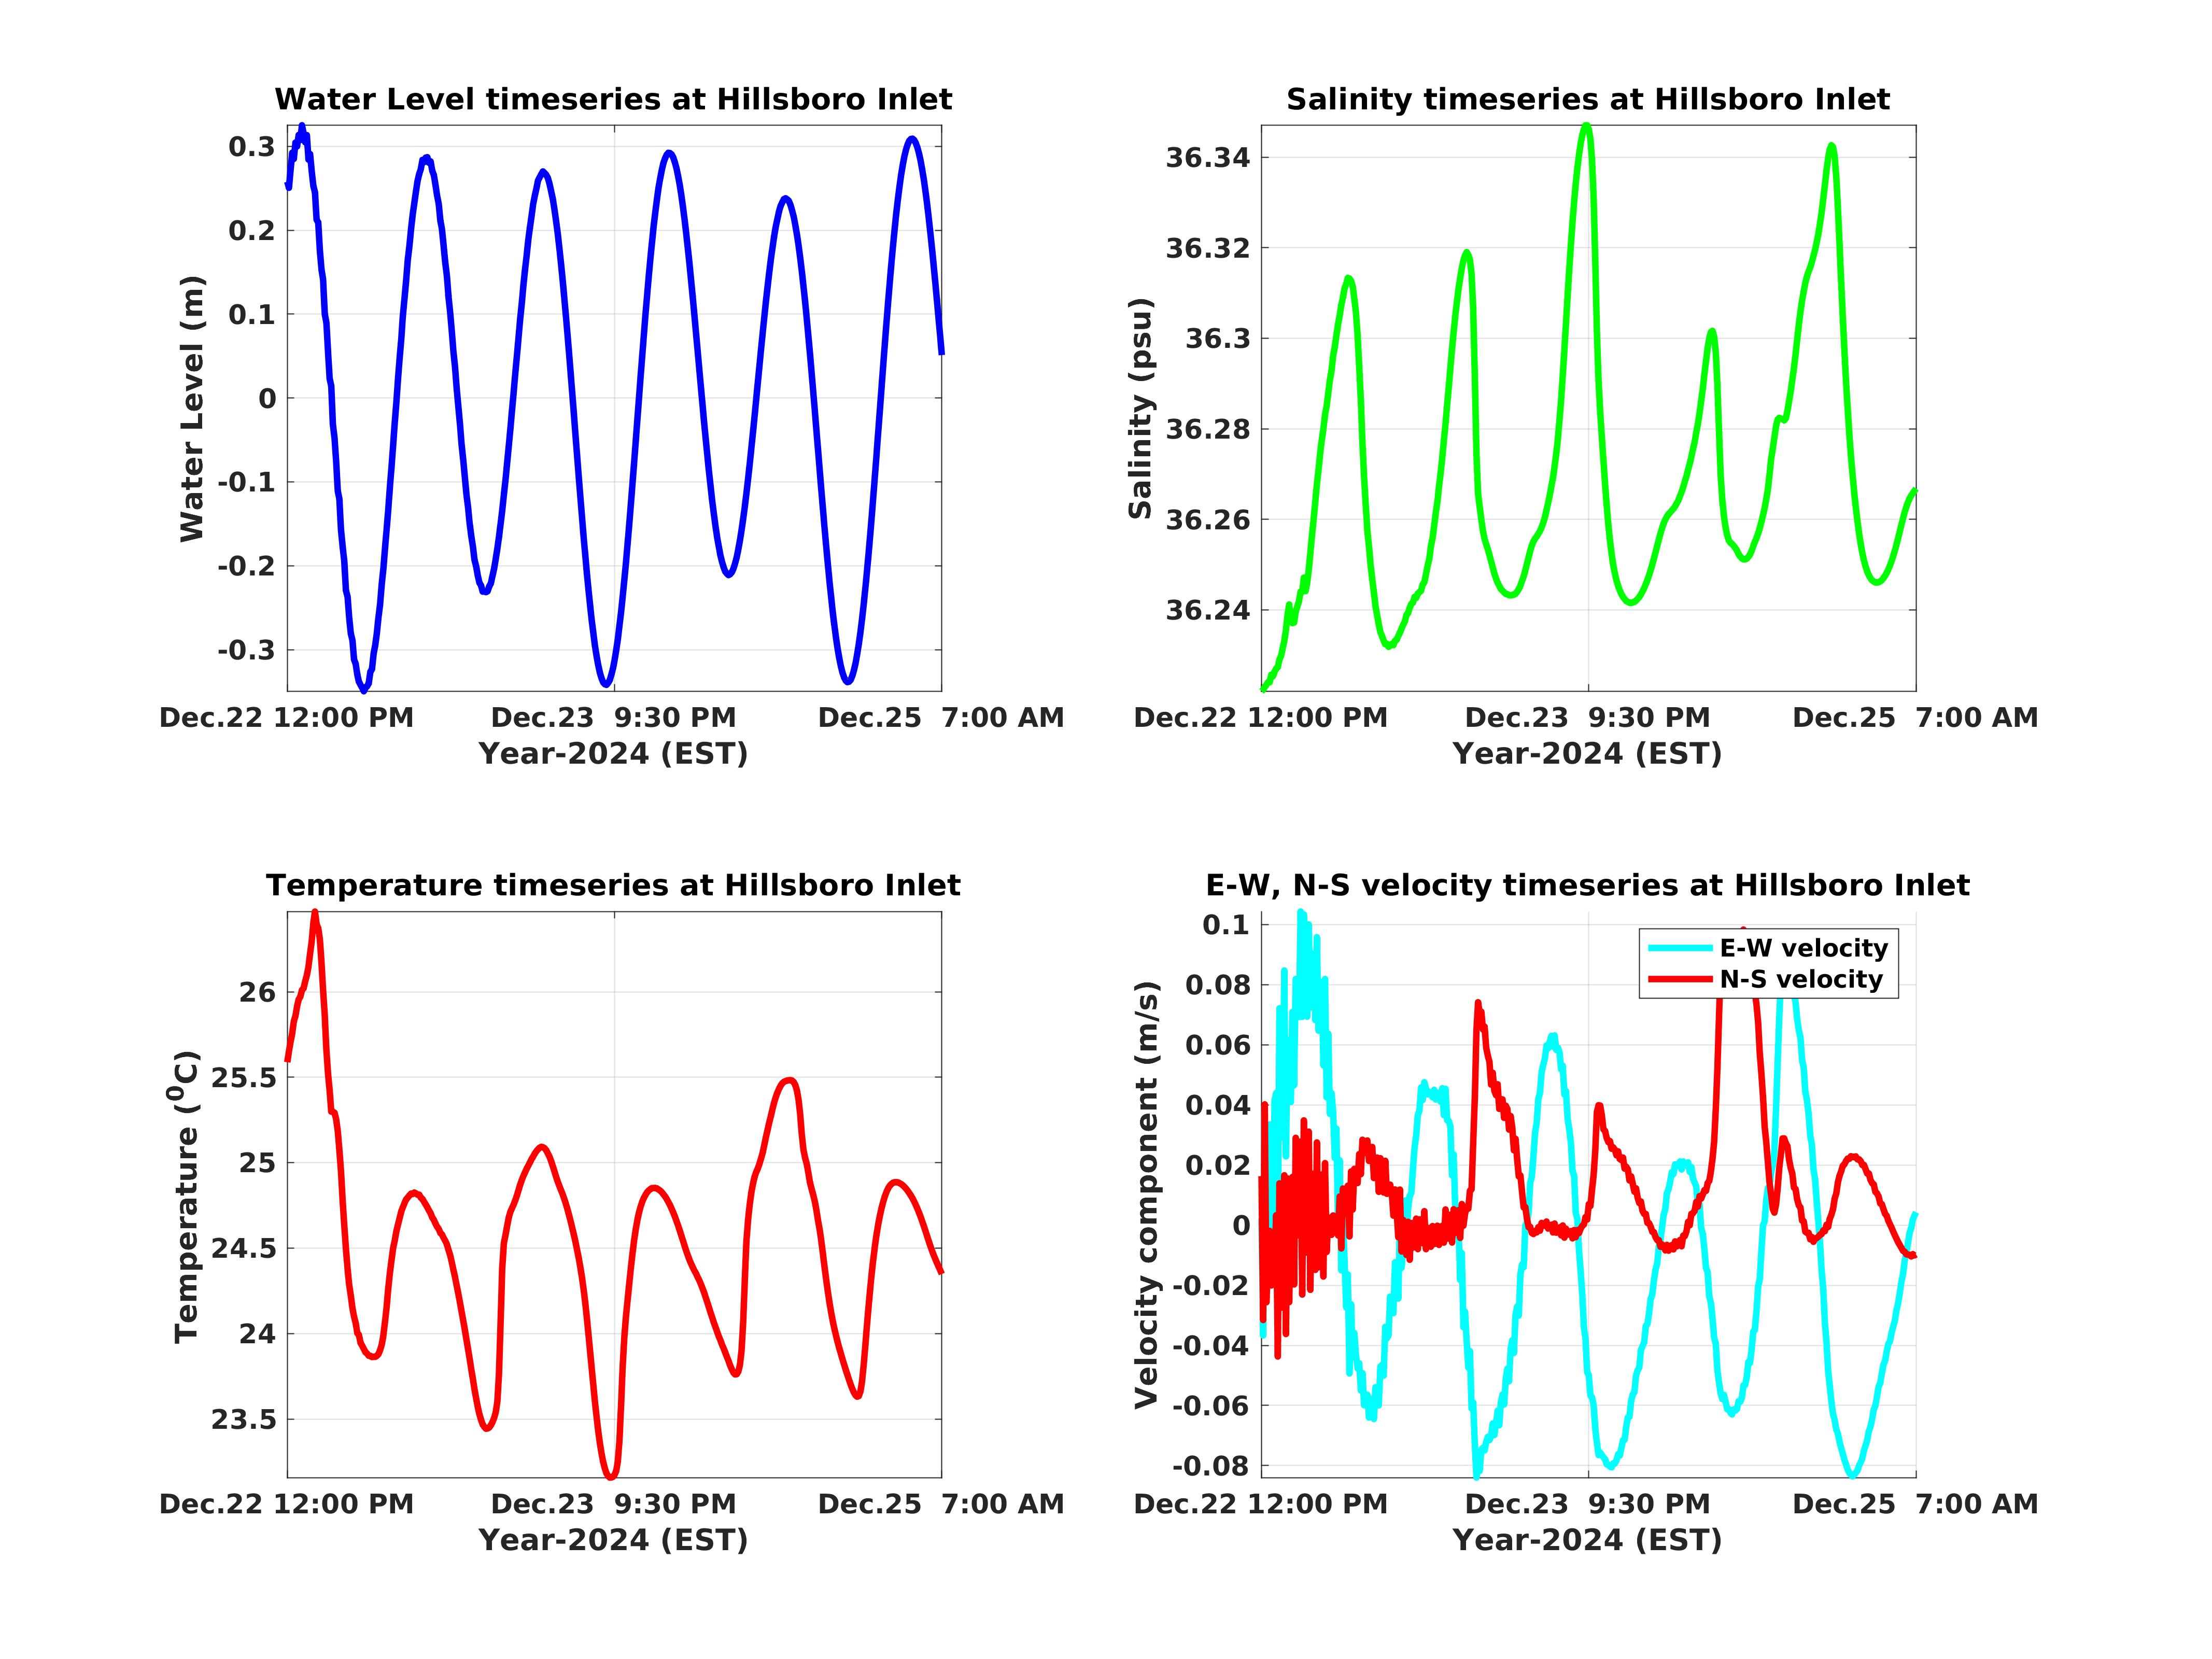 Water Level timeseries at Hillsboro Inlet
Water Level (m)
0.3
0.2
0.1
0
-0.1
-0.2
-0.3
Dec.22 12:00 PM
Dec.23 9:30 PM
Dec.25 7:00 AM
Year-2024 (EST)
Salinity timeseries at Hillsboro Inlet
Salinity (psu)
36.34
36.32
36.3
36.28
36.26
36.24
Dec.22 12:00 PM
Dec.23 9:30 PM
Dec.25 7:00 AM
Year-2024 (EST)
Temperature timeseries at Hillsboro Inlet
Temperature (⁰C)
26
25.5
25
24.5
24
23.5
Dec.22 12:00 PM
Dec.23 9:30 PM
Dec.25 7:00 AM
Year-2024 (EST)
E-W, N-S velocity timeseries at Hillsboro Inlet
Velocity component (m/s)
0.1
0.08
0.06
0.04
0.02
0
-0.02
-0.04
-0.06
-0.08
E-W velocity
N-S velocity
Dec.22 12:00 PM
Dec.23 9:30 PM
Dec.25 7:00 AM
Year-2024 (EST)